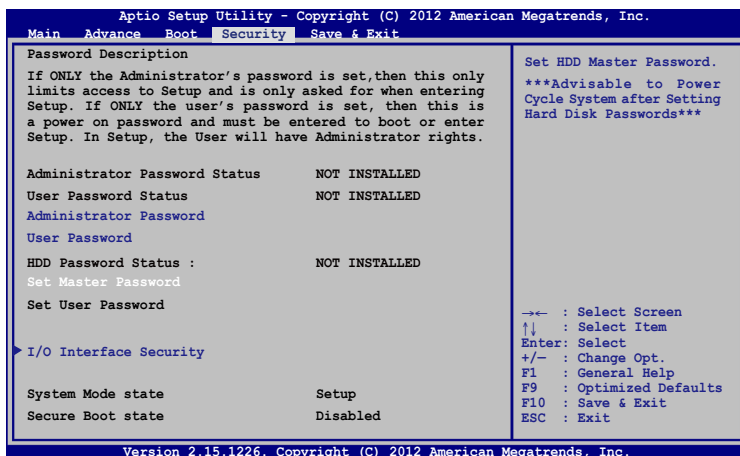 Aptio Setup Utility - Copyright (C) 2012 American Megatrends, Inc.
Main Advance Boot Security Save & Exit
Password Description
If ONLY the Administrator's password is set,then this only
limits access to Setup and is only asked for when entering
Setup. If ONLY the user's password is set, then this is
a power on password and must be entered to boot or enter
Setup. In Setup, the User will have Administrator rights.
Administrator Password Status NOT INSTALLED
User Password Status NOT INSTALLED
Administrator Password
User Password
HDD Password Status : NOT INSTALLED
Set Master Password
Set User Password
I/O Interface Security
System Mode state Setup
Secure Boot state Disabled
Set HDD Master Password.
***Advisable to Power
Cycle System after Setting
Hard Disk Passwords***
→← : Select Screen
↑↓ : Select Item
Enter: Select
+/— : Change Opt.
F1 : General Help
F9 : Optimized Defaults
F10 : Save & Exit
ESC : Exit
Version 2.15.1226. Copyright (C) 2012 American Megatrends, Inc.